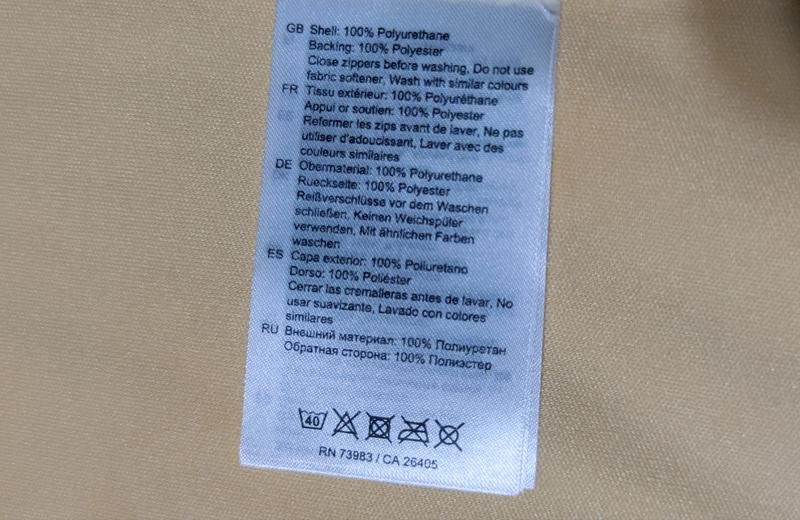 GB Shell: 100% Polyurethane
Backing: 100% Polyester
Close zippers before washing, Do not use
fabric softener, Wash with similar colours
FR Tissu extérieur: 100% Polyuréthane
Appui or soutien: 100% Polyester
Refermer les zips avant de laver, Ne pas
utiliser d'adoucissant, Laver avec des
couleurs similaires
DE Obermaterial: 100% Polyurethane
Rueckseite: 100% Polyester
Reißverschlüsse vor dem Waschen
schließen, Keinen Weichspüler
verwenden, Mit ähnlichen Farben
waschen
ES Capa exterior: 100% Poliuretano
Dorso: 100% Poliéster
Cerrar las cremalleras antes de lavar, No
usar suavizante, Lavado con colores
similares
RU Внешний материал: 100% Полиуретан
Обратная сторона: 100% Полиэстер
40
RN 73983 / CA 26405